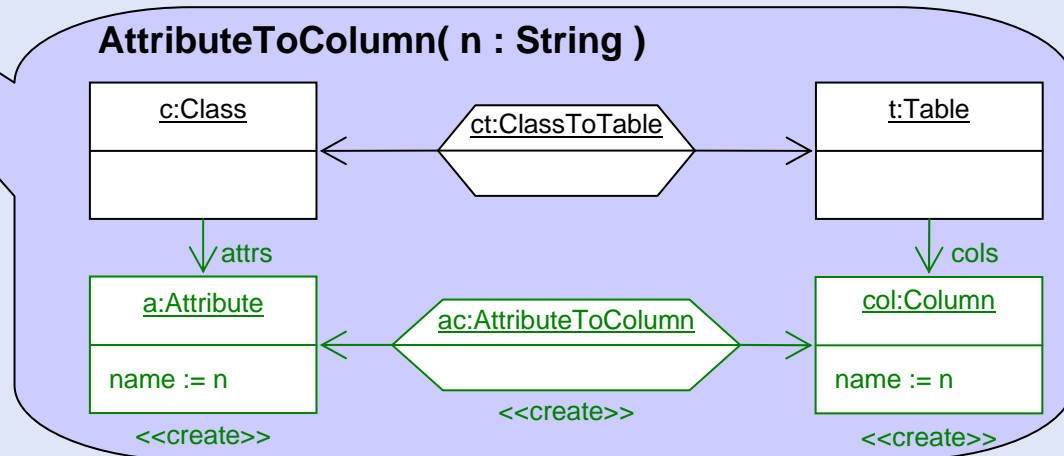 AttributeToColumn( n : String )
c:Class
ct:ClassToTable
t:Table
attrs
cols
a:Attribute
ac:AttributeToColumn
col:Column
name := n
name := n
<<create>>
<<create>>
<<create>>